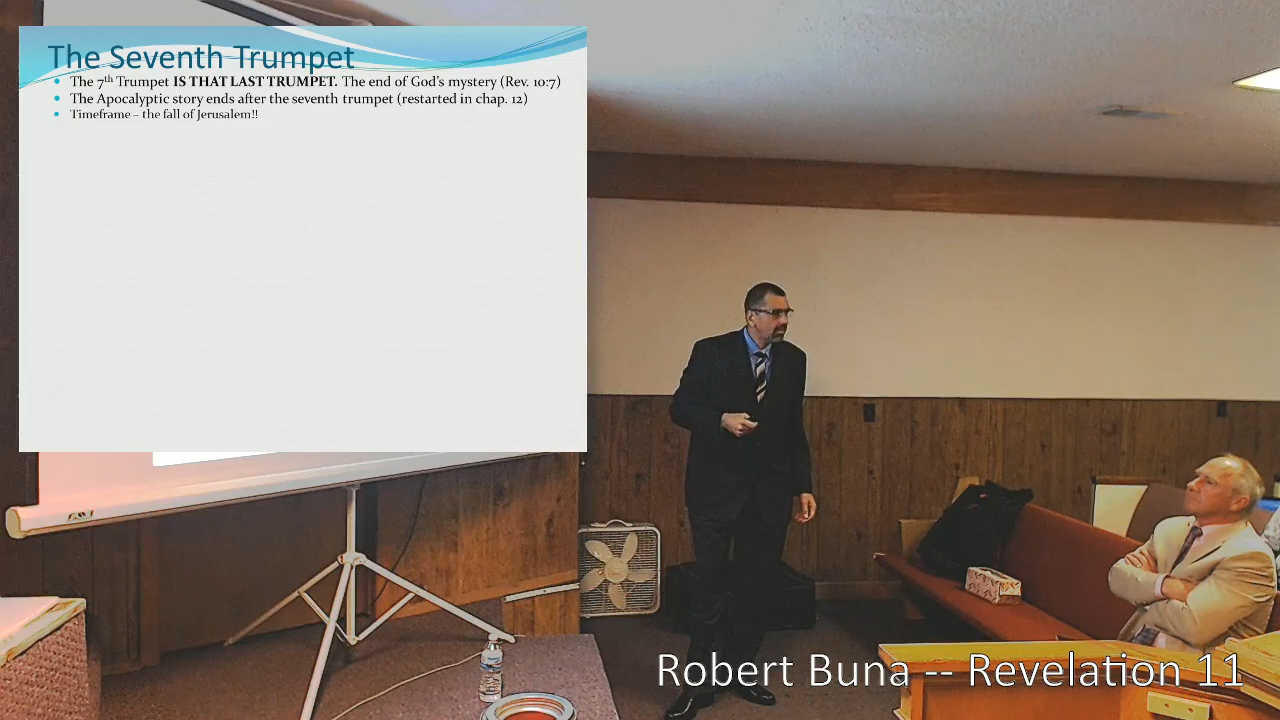 The Seventh Trumpet
• The 7th Trumpet IS THAT LAST TRUMPET. The end of God's mystery (Rev. 10:7)
• The Apocalyptic story ends after the seventh trumpet (restarted in chap. 12)
• Timeframe – the fall of Jerusalem!!
Robert Buna -- Revelation 11